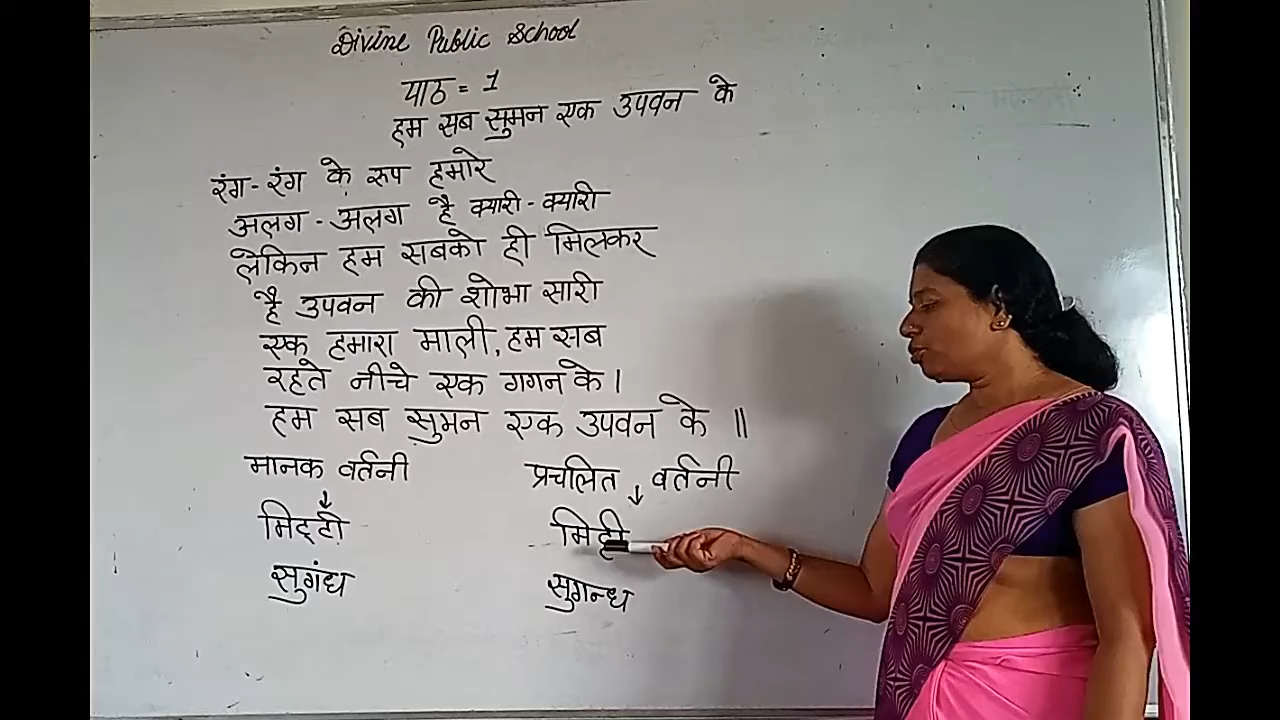 Divine Public School
पाठ = 1
हम सब सुमन एक उपवन के
रंग - रंग के रूप हमारे
अलग - अलग है क्यारी - क्यारी
लेकिन हम सबको ही मिलकर
है उपवन की शोभा सारी
एक हमारा माली, हम सब
रहते नीचे एक गगन के।
हम सब सुमन एक उपवन के ॥
मानक वर्तनी प्रचलित वर्तनी
↓ ↓
मिट्‌टी मिट्टी
सुगंध सुगन्ध